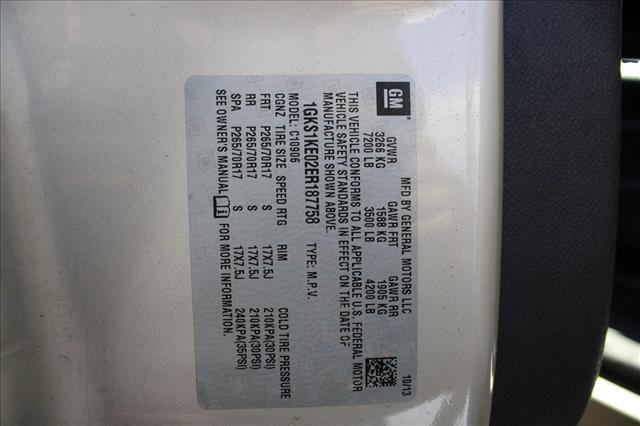 GM
MFD BY GENERAL MOTORS LLC 10/13
GVWR GAWR FRT GAWR RR
3266 KG 1588 KG 1905 KG
7200 LB 3500 LB 4200 LB
THIS VEHICLE CONFORMS TO ALL APPLICABLE U.S. FEDERAL MOTOR
VEHICLE SAFETY STANDARDS IN EFFECT ON THE DATE OF
MANUFACTURE SHOWN ABOVE.
1GKS1KE02ER187758 TYPE: M.P.V.
MODEL: C10906
CGNZ TIRE SIZE SPEED RTG RIM COLD TIRE PRESSURE
FRT P265/70R17 S 17X7.5J 210KPA(30PSI)
RR P265/70R17 S 17X7.5J 210KPA(30PSI)
SPA P265/70R17 S 17X7.5J 240KPA(35PSI)
SEE OWNER'S MANUAL FOR MORE INFORMATION.